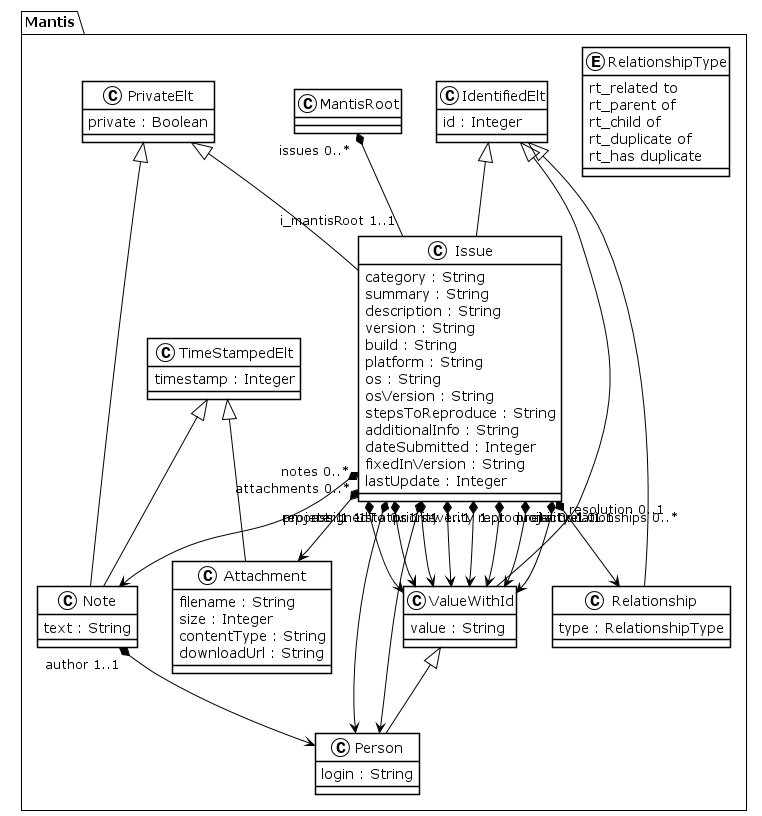 Mantis
E RelationshipType
rt_related to
rt_parent of
rt_child of
rt_duplicate of
rt_has duplicate
C PrivateElt
private : Boolean
C MantisRoot
C IdentifiedElt
id : Integer
issues 0..*
i_mantisRoot 1..1
C Issue
category : String
summary : String
description : String
version : String
build : String
platform : String
os : String
osVersion : String
stepsToReproduce : String
additionalInfo : String
dateSubmitted : Integer
fixedInVersion : String
lastUpdate : Integer
C TimeStampedElt
timestamp : Integer
notes 0..*
attachments 0..*
resolution 0..1
relationships 0..*
C Note
text : String
C Attachment
filename : String
size : Integer
contentType : String
downloadUrl : String
C ValueWithId
value : String
C Relationship
type : RelationshipType
author 1..1
C Person
login : String